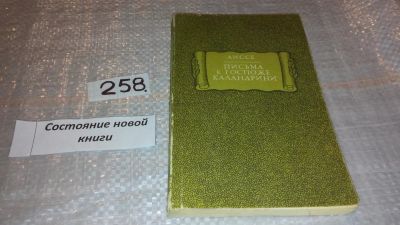 258
Состояние новой
книги
АИССЕ
ПИСЬМА
К ГОСПОЖЕ
КАЛАНДРИНИ